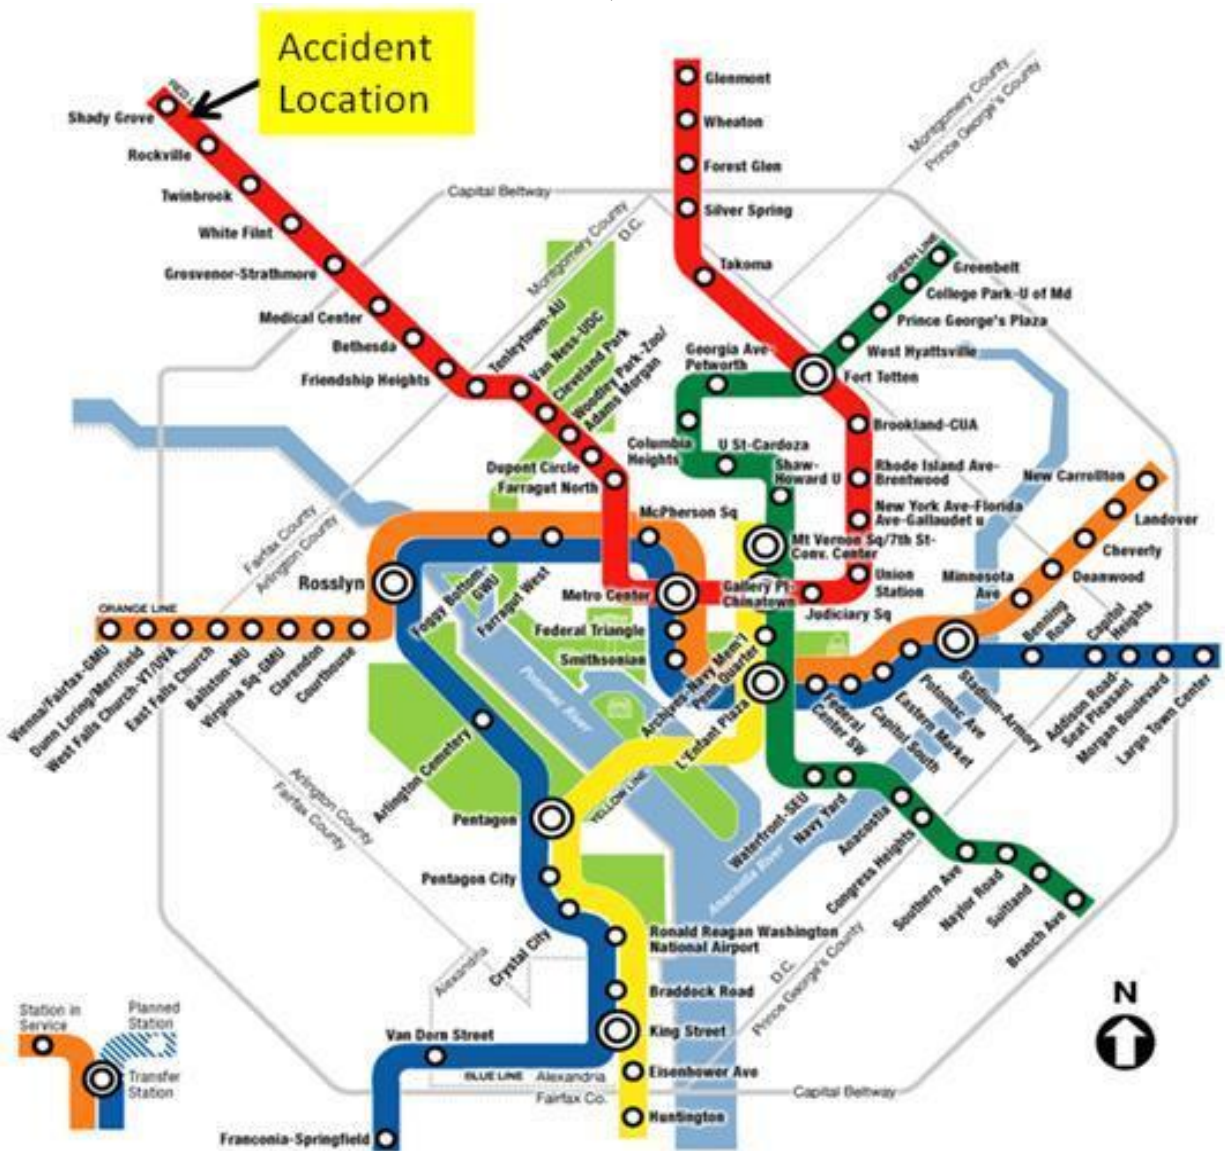 Accident
Location
RED L
Shady Grove
Rockville
Twinbrook
White Flint
Grosvenor-Strathmore
Medical Center
Bethesda
Friendship Heights
Tenleytown-AU
Van Ness-UDC
Cleveland Park
Woodley Park-Zoo/
Adams Morgan
Dupont Circle
Farragut North
Glenmont
Wheaton
Forest Glen
Silver Spring
Takoma
Montgomery County
Prince George's County
Capital Beltway
Montgomery County
D.C.
GREEN LINE
Greenbelt
College Park-U of Md
Prince George's Plaza
West Hyattsville
Fort Totten
Georgia Ave-
Petworth
Columbia
Heights
U St-Cardoza
Shaw-
Howard U
Brookland-CUA
Rhode Island Ave-
Brentwood
New York Ave-Florida
Ave-Gallaudet u
Mt Vernon Sq/7th St-
Conv. Center
Union
Station
Gallery Pl-
Chinatown
Judiciary Sq
New Carrollton
Landover
Cheverly
Deanwood
Minnesota
Ave
Benning
Road
Capitol
Heights
Addison Road-
Seat Pleasant
Morgan Boulevard
Largo Town Center
McPherson Sq
Metro Center
Federal Triangle
Smithsonian
Fairfax County
Arlington County
Rosslyn
Foggy Bottom-
GWU
Farragut West
ORANGE LINE
Vienna/Fairfax-GMU
Dunn Loring/Merrifield
West Falls Church-VT/UVA
East Falls Church
Ballston-MU
Virginia Sq-GMU
Clarendon
Courthouse
Archives-Navy Mem'l
Penn Quarter
L'Enfant Plaza
Federal
Center SW
Capitol South
Eastern Market
Potomac Ave
Stadium-Armory
Potomac River
Arlington Cemetery
Arlington County
Fairfax County
Pentagon
YELLOW LINE
Pentagon City
Crystal City
Waterfront-SEU
Navy Yard
Anacostia
Congress Heights
Southern Ave
Naylor Road
Suitland
Branch Ave
Anacostia River
Ronald Reagan Washington
National Airport
D.C.
Prince George's County
Alexandria
Braddock Road
King Street
Van Dorn Street
Eisenhower Ave
BLUE LINE
Alexandria
Fairfax Co.
Capital Beltway
Huntington
Franconia-Springfield
Station in
Service
Planned
Station
Transfer
Station
N